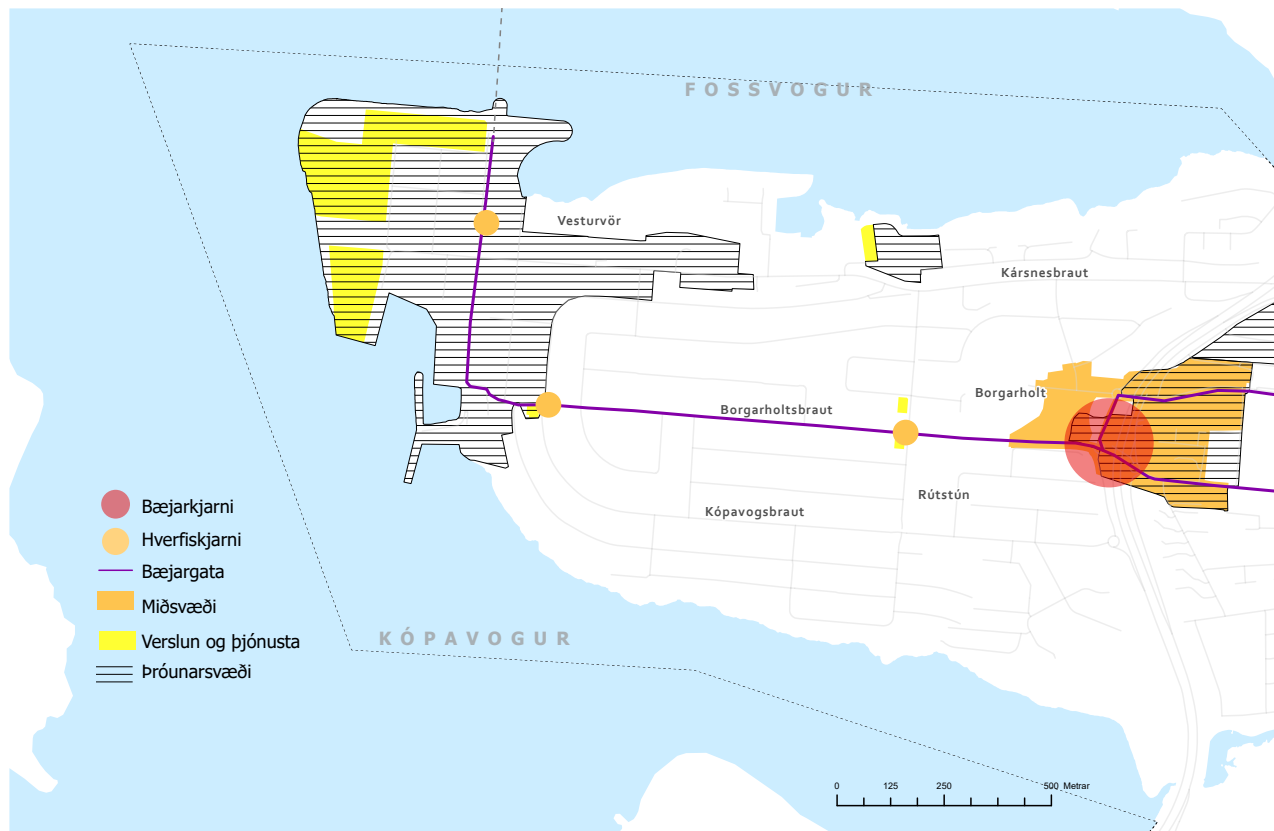 FOSSVOGUR
Vesturvör
Kársnesbraut
Borgarholt
Borgarholtsbraut
Rútstún
Kópavogsbraut
Bæjarkjarni
Hverfiskjarni
Bæjargata
Miðsvæði
Verslun og þjónusta
Þróunarsvæði
KÓPAVOGUR
0 125 250 500 Metrar